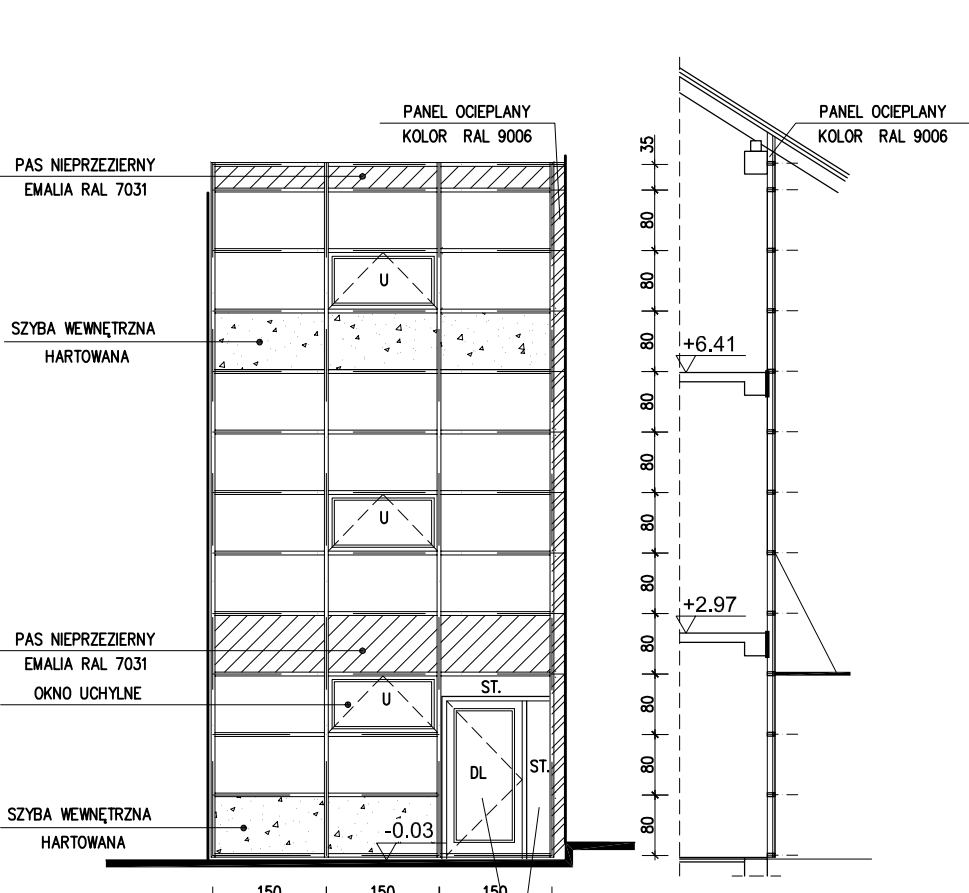 PANEL OCIEPLANY
KOLOR RAL 9006
PANEL OCIEPLANY
KOLOR RAL 9006
PAS NIEPRZEZIERNY
EMALIA RAL 7031
35
80
80
U
SZYBA WEWNĘTRZNA
HARTOWANA
80
+6.41
80
80
U
80
80
+2.97
PAS NIEPRZEZIERNY
EMALIA RAL 7031
80
OKNO UCHYLNE
U
ST.
80
DL
ST.
80
SZYBA WEWNĘTRZNA
HARTOWANA
-0.03
80
150
150
150